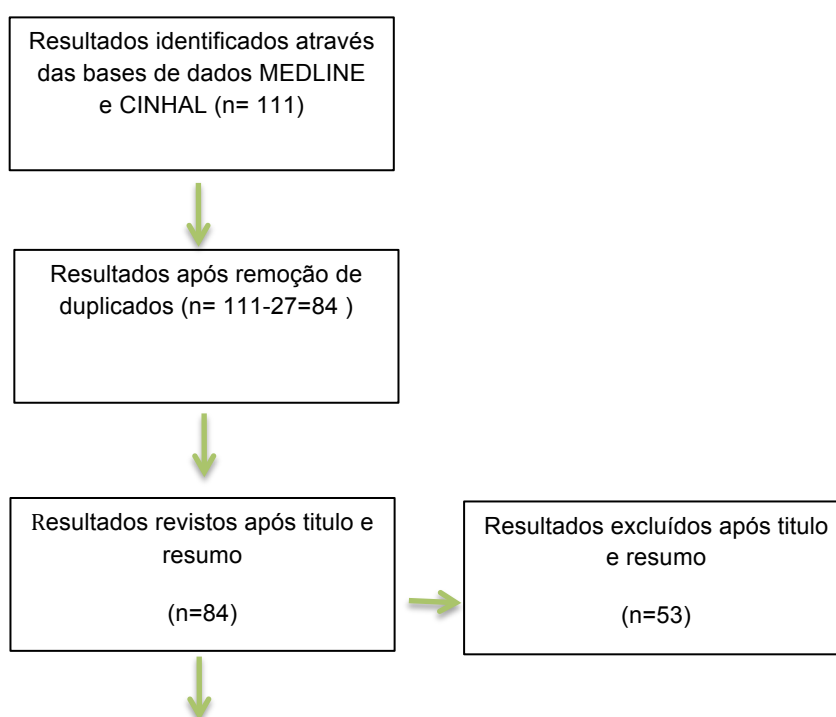 Resultados identificados através
das bases de dados MEDLINE
e CINHAL (n= 111)
Resultados após remoção de
duplicados (n= 111-27=84 )
Resultados revistos após titulo e
resumo
(n=84)
Resultados excluídos após titulo
e resumo
(n=53)